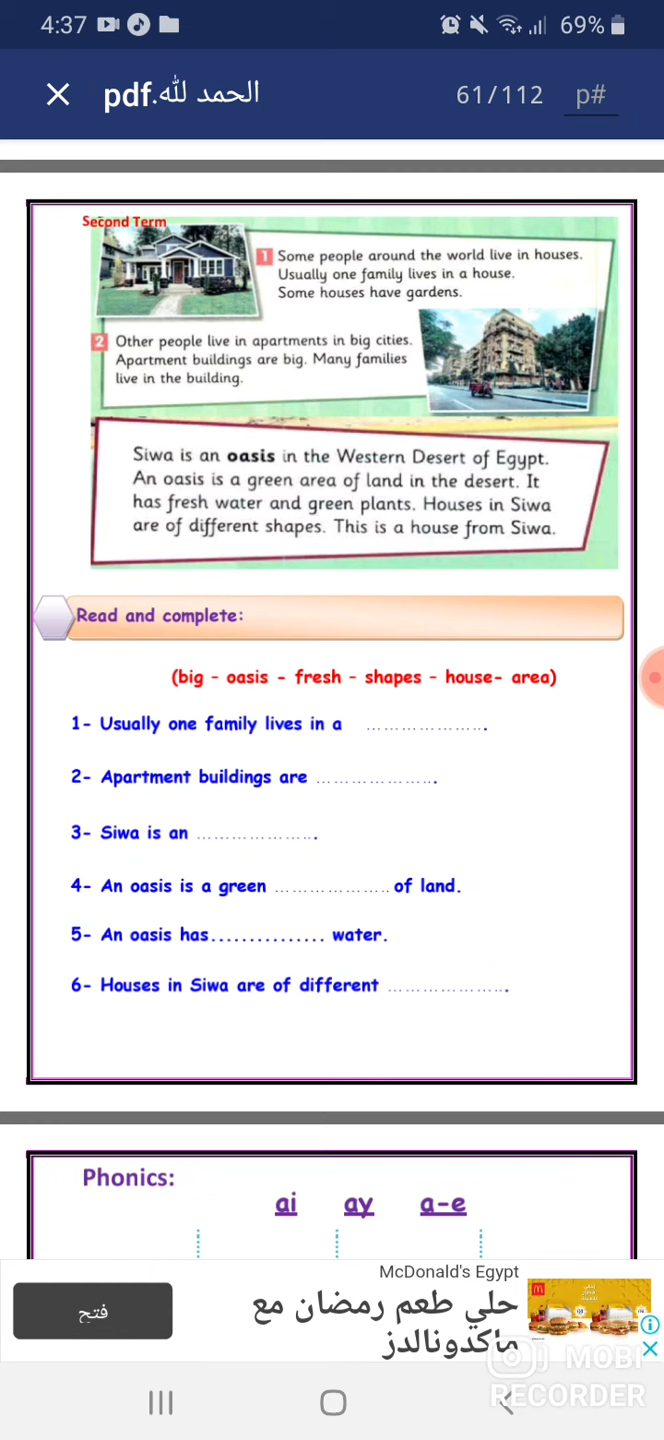 4:37 69%
الحمد لله.pdf 61/112 p#
Second Term
1 Some people around the world live in houses.
Usually one family lives in a house.
Some houses have gardens.
2 Other people live in apartments in big cities.
Apartment buildings are big. Many families
live in the building.
Siwa is an oasis in the Western Desert of Egypt.
An oasis is a green area of land in the desert. It
has fresh water and green plants. Houses in Siwa
are of different shapes. This is a house from Siwa.
Read and complete:
(big - oasis - fresh - shapes - house- area)
1- Usually one family lives in a ………………….
2- Apartment buildings are ………………….
3- Siwa is an ………………….
4- An oasis is a green ……………….. of land.
5- An oasis has............... water.
6- Houses in Siwa are of different ………………….
Phonics:
ai ay a-e
McDonald's Egypt
حلي طعم رمضان مع
ماكدونالدز
فتح
MOBI
RECORDER